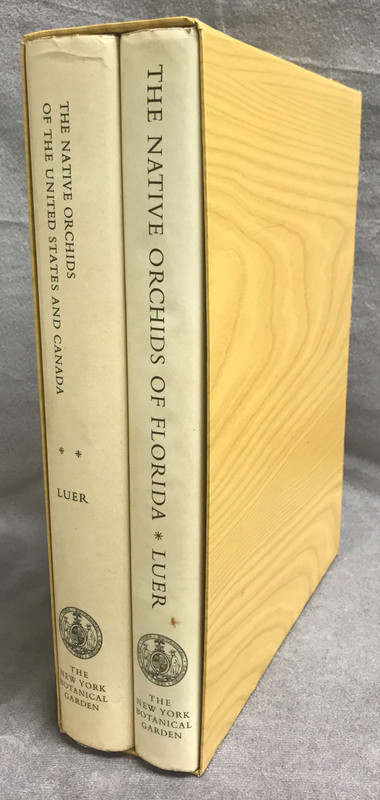 THE NATIVE ORCHIDS
OF THE UNITED STATES AND CANADA
* *
LUER
THE
NEW YORK
BOTANICAL
GARDEN
THE NATIVE ORCHIDS OF FLORIDA * LUER
THE
NEW YORK
BOTANICAL
GARDEN